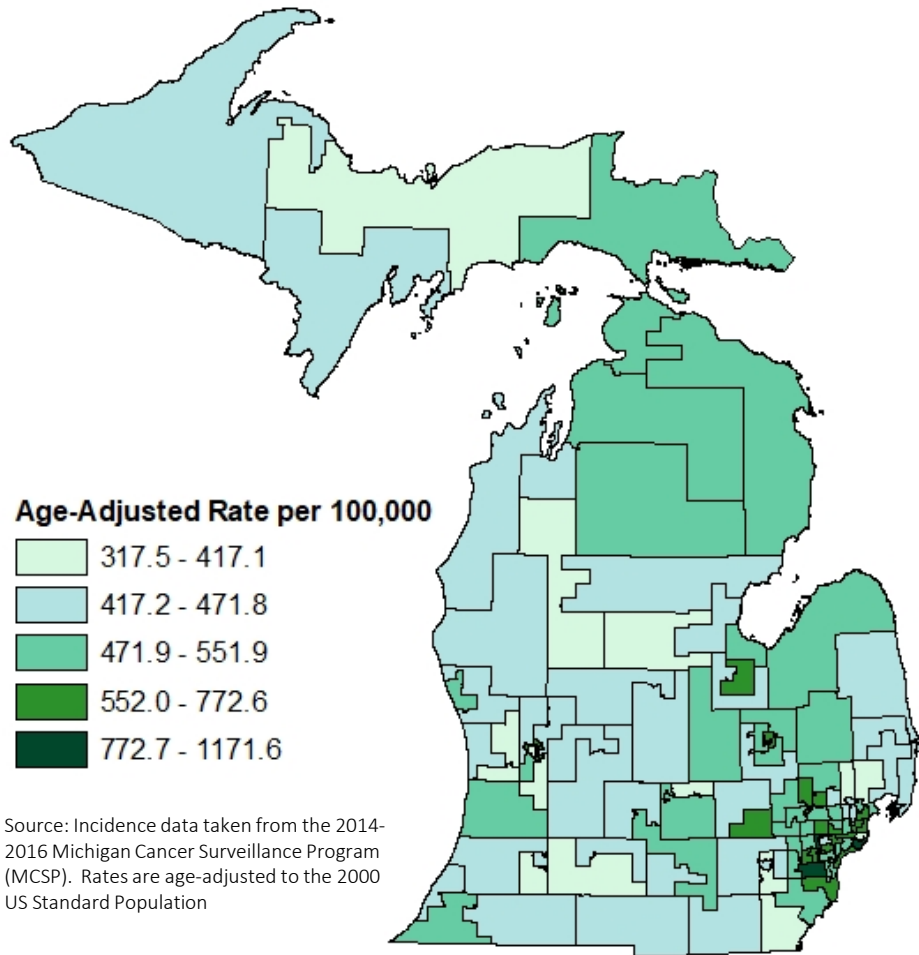 Age-Adjusted Rate per 100,000
317.5 - 417.1
417.2 - 471.8
471.9 - 551.9
552.0 - 772.6
772.7 - 1171.6
Source: Incidence data taken from the 2014-
2016 Michigan Cancer Surveillance Program
(MCSP). Rates are age-adjusted to the 2000
US Standard Population